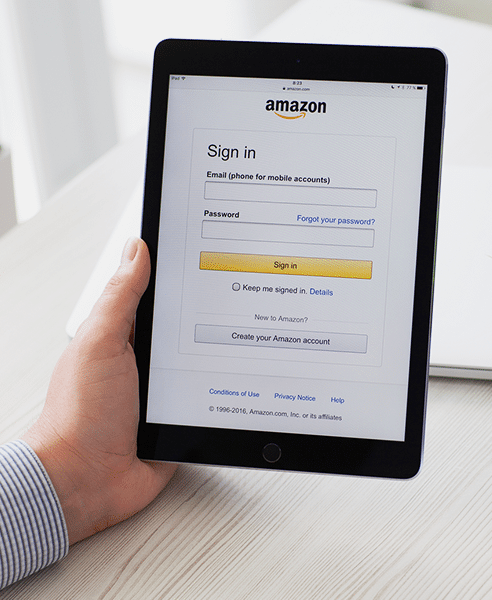 iPad
8:33
77 %
amazon.com
amazon
Sign in
Email (phone for mobile accounts)
Password Forgot your password?
Sign in
Keep me signed in. Details
New to Amazon?
Create your Amazon account
Conditions of Use Privacy Notice Help
© 1996-2016, Amazon.com, Inc. or its affiliates